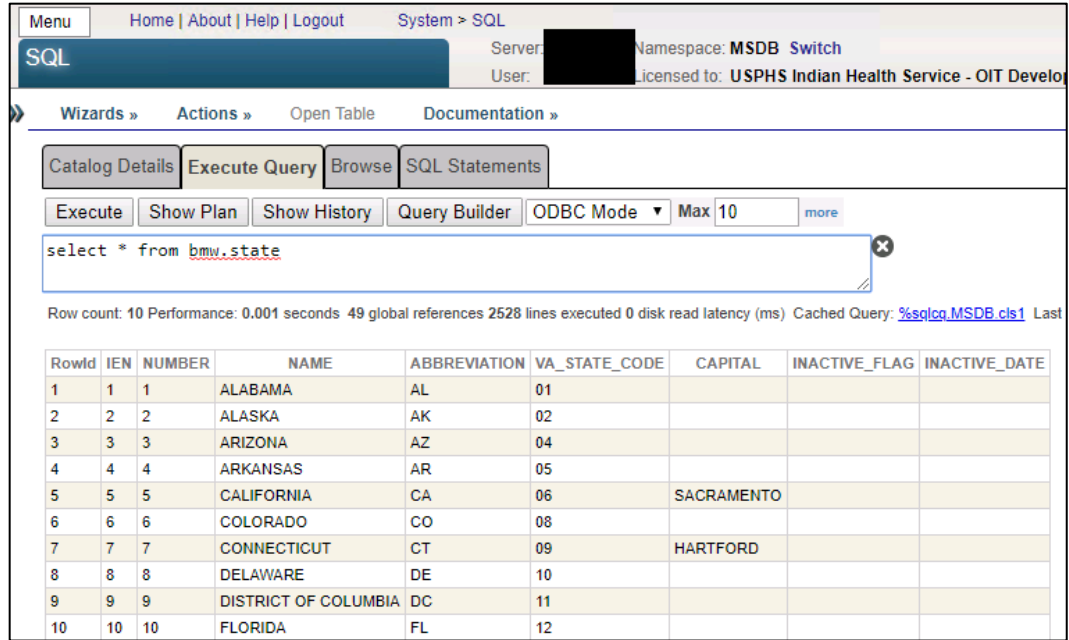 Menu Home | About | Help | Logout System > SQL
SQL
Server: Namespace: MSDB Switch
User: Licensed to: USPHS Indian Health Service - OIT Develop
» Wizards » Actions » Open Table Documentation »
Catalog Details Execute Query Browse SQL Statements
Execute Show Plan Show History Query Builder ODBC Mode ▼ Max 10 more
select * from bmw.state
Row count: 10 Performance: 0.001 seconds 49 global references 2528 lines executed 0 disk read latency (ms) Cached Query: %sqlcq.MSDB.cls1 Last
RowId IEN NUMBER NAME ABBREVIATION VA_STATE_CODE CAPITAL INACTIVE_FLAG INACTIVE_DATE
1 1 1 ALABAMA AL 01
2 2 2 ALASKA AK 02
3 3 3 ARIZONA AZ 04
4 4 4 ARKANSAS AR 05
5 5 5 CALIFORNIA CA 06 SACRAMENTO
6 6 6 COLORADO CO 08
7 7 7 CONNECTICUT CT 09 HARTFORD
8 8 8 DELAWARE DE 10
9 9 9 DISTRICT OF COLUMBIA DC 11
10 10 10 FLORIDA FL 12